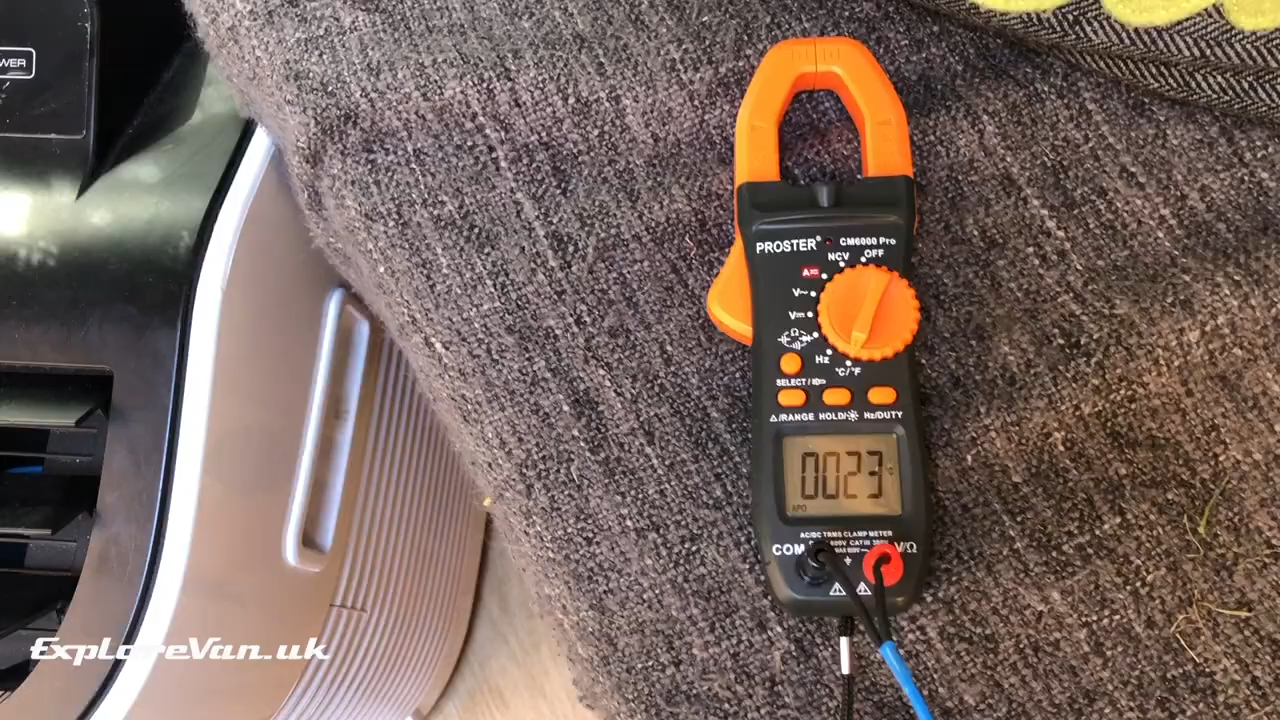 WER
PROSTER®
CM6000 Pro
NCV
OFF
A
V~
V
Ω
Hz
°C/°F
SELECT/
△/RANGE HOLD/ Hz/DUTY
0023
°C
APO
AC/DC TRMS CLAMP METER
COM
V/Ω
ExploreVan.uk